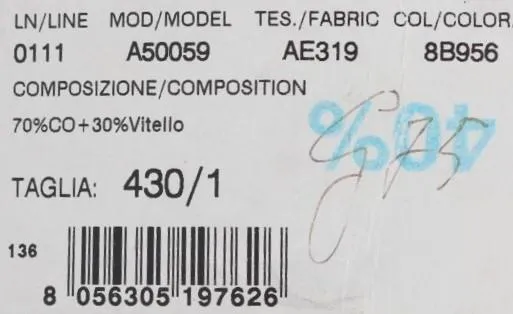 LN/LINE MOD/MODEL TES./FABRIC COL/COLOR
0111 A50059 AE319 8B956
COMPOSIZIONE/COMPOSITION
70%CO+30%Vitello
40%
TAGLIA: 430/1
136
8 056305 197626